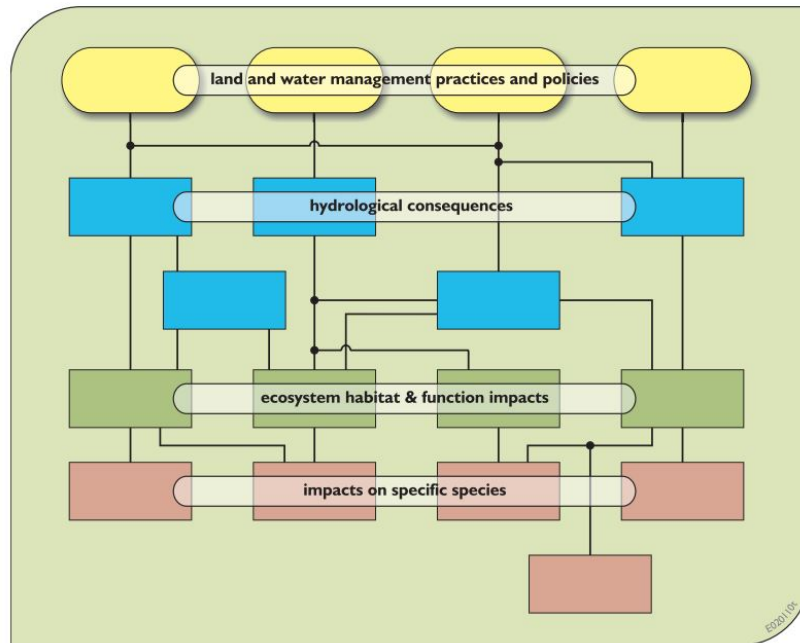 land and water management practices and policies
hydrological consequences
ecosystem habitat & function impacts
impacts on specific species